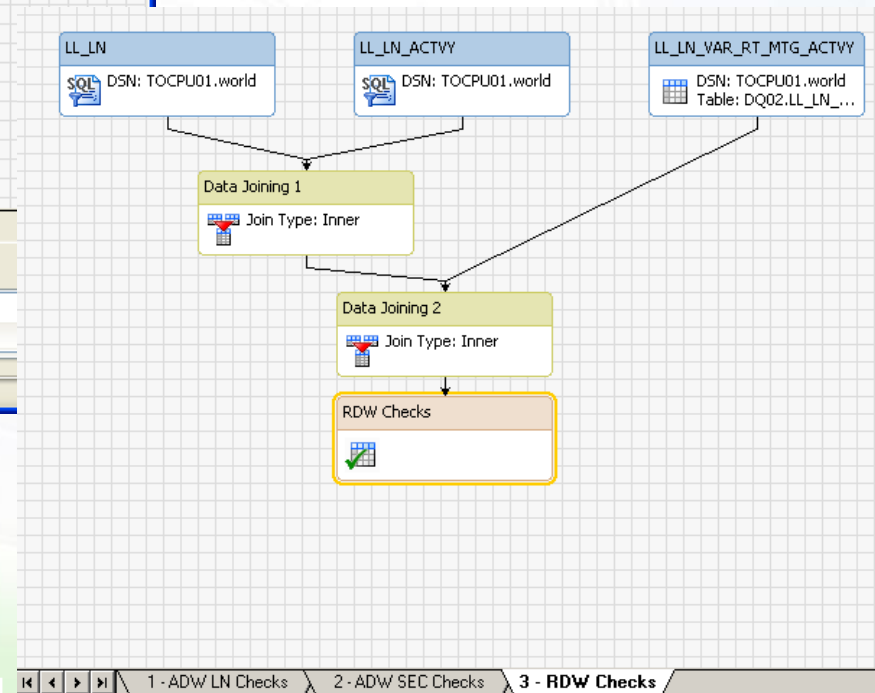 LL_LN
SQL DSN: TOCPU01.world
LL_LN_ACTVY
SQL DSN: TOCPU01.world
LL_LN_VAR_RT_MTG_ACTVY
DSN: TOCPU01.world
Table: DQ02.LL_LN_...
Data Joining 1
Join Type: Inner
Data Joining 2
Join Type: Inner
RDW Checks
1 - ADW LN Checks
2 - ADW SEC Checks
3 - RDW Checks